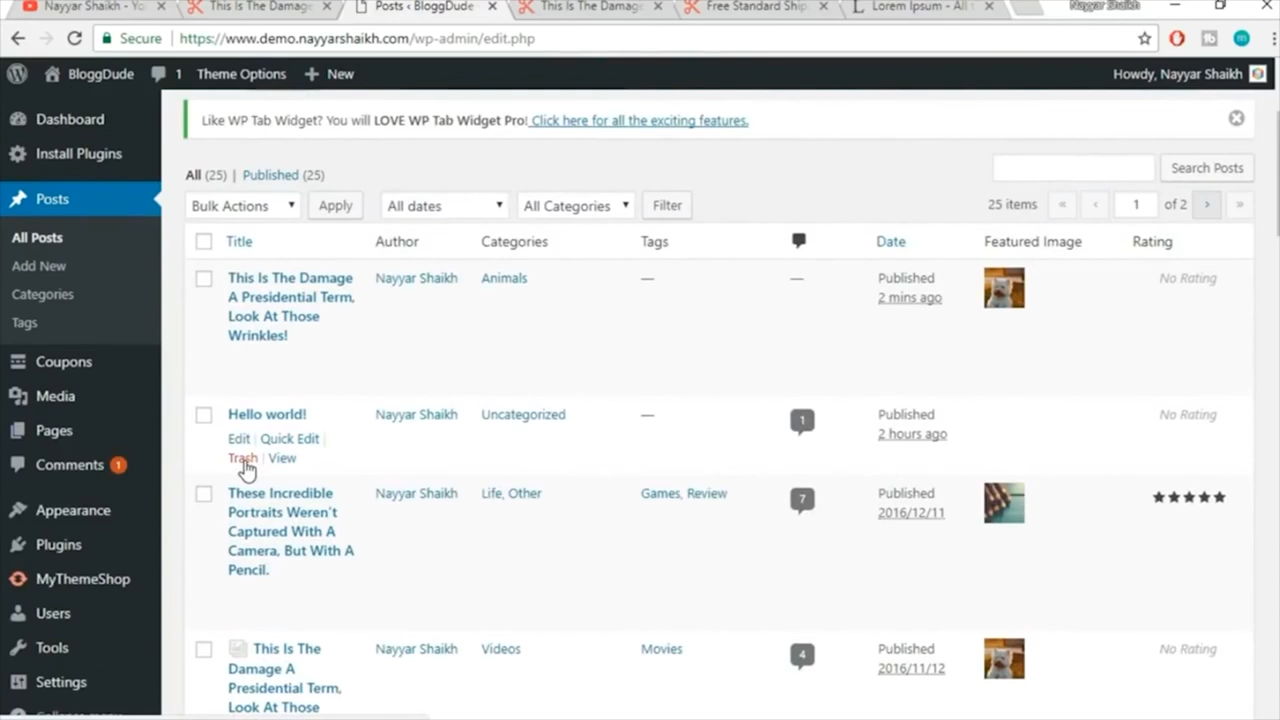 Nayyar Shaikh - Yo
This Is The Damage
Posts ‹ BloggDude
This Is The Damage
Free Standard Ship
Lorem Ipsum - All t
Nayyar Shaikh
Secure
https://www.demo.nayyarshaikh.com/wp-admin/edit.php
BloggDude 1 Theme Options + New
Howdy, Nayyar Shaikh
Dashboard
Install Plugins
Posts
All Posts
Add New
Categories
Tags
Coupons
Media
Pages
Comments 1
Appearance
Plugins
MyThemeShop
Users
Tools
Settings
Collapse menu
Like WP Tab Widget? You will LOVE WP Tab Widget Pro! Click here for all the exciting features.
All (25) | Published (25)
Search Posts
Bulk Actions Apply All dates All Categories Filter
25 items « ‹ 1 of 2 › »
Title Author Categories Tags Date Featured Image Rating
This Is The Damage
A Presidential Term,
Look At Those
Wrinkles!
Nayyar Shaikh
Animals
—
—
Published
2 mins ago
No Rating
Hello world!
Edit | Quick Edit |
Trash | View
Nayyar Shaikh
Uncategorized
—
1
Published
2 hours ago
No Rating
These Incredible
Portraits Weren't
Captured With A
Camera, But With A
Pencil.
Nayyar Shaikh
Life, Other
Games, Review
7
Published
2016/12/11
★★★★★
This Is The
Damage A
Presidential Term,
Look At Those
Nayyar Shaikh
Videos
Movies
4
Published
2016/11/12
No Rating